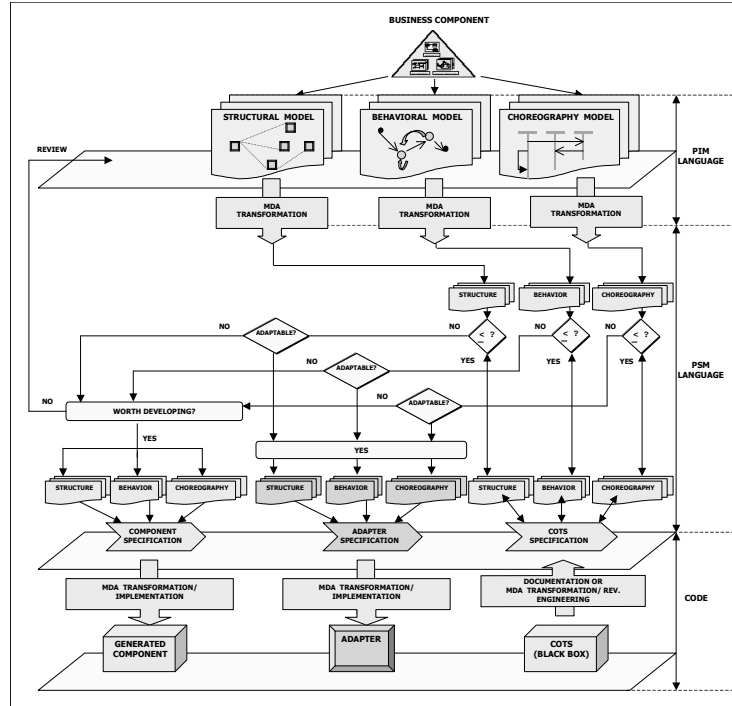 BUSINESS COMPONENT
STRUCTURAL MODEL
BEHAVIORAL MODEL
CHOREOGRAPHY MODEL
REVIEW
PIM
LANGUAGE
MDA
TRANSFORMATION
MDA
TRANSFORMATION
MDA
TRANSFORMATION
STRUCTURE
BEHAVIOR
CHOREOGRAPHY
NO
ADAPTABLE?
NO
< ?
NO
< ?
NO
< ?
YES
YES
YES
PSM
LANGUAGE
NO
ADAPTABLE?
NO
ADAPTABLE?
NO
WORTH DEVELOPING?
YES
YES
STRUCTURE
BEHAVIOR
CHOREOGRAPHY
STRUCTURE
BEHAVIOR
CHOREOGRAPHY
STRUCTURE
BEHAVIOR
CHOREOGRAPHY
COMPONENT
SPECIFICATION
ADAPTER
SPECIFICATION
COTS
SPECIFICATION
MDA TRANSFORMATION/
IMPLEMENTATION
MDA TRANSFORMATION/
IMPLEMENTATION
DOCUMENTATION OR
MDA TRANSFORMATION/ REV.
ENGINEERING
CODE
GENERATED
COMPONENT
ADAPTER
COTS
(BLACK BOX)